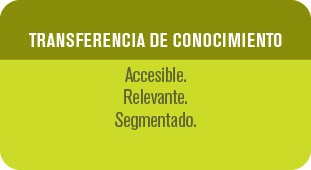 TRANSFERENCIA DE CONOCIMIENTO
Accesible.
Relevante.
Segmentado.